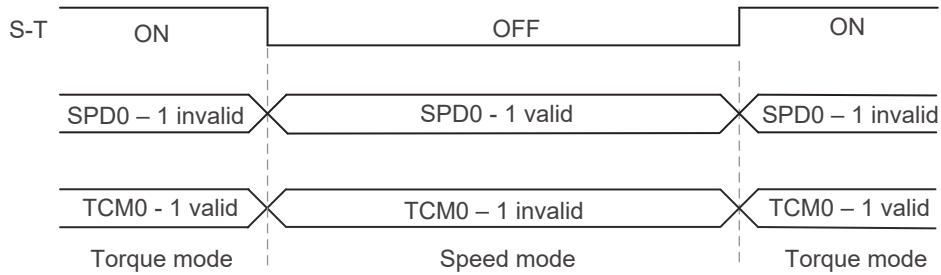 S-T ON OFF ON
SPD0 – 1 invalid SPD0 - 1 valid SPD0 – 1 invalid
TCM0 - 1 valid TCM0 – 1 invalid TCM0 – 1 valid
Torque mode Speed mode Torque mode